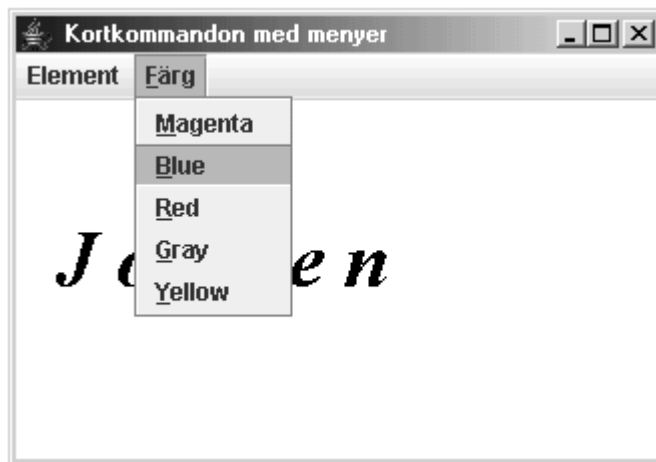 Kortkommandon med menyer
Element Färg
Magenta
Blue
Red
Gray
Yellow